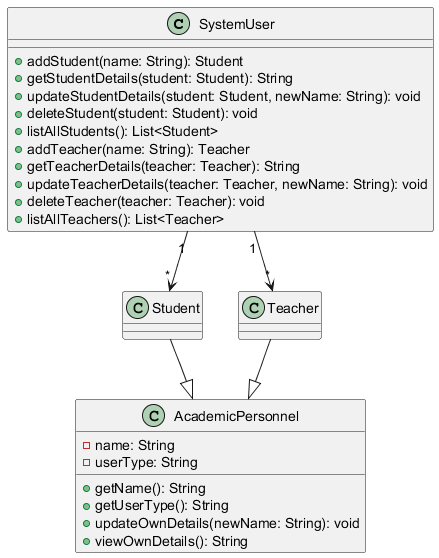 C SystemUser
addStudent(name: String): Student
getStudentDetails(student: Student): String
updateStudentDetails(student: Student, newName: String): void
deleteStudent(student: Student): void
listAllStudents(): List<Student>
addTeacher(name: String): Teacher
getTeacherDetails(teacher: Teacher): String
updateTeacherDetails(teacher: Teacher, newName: String): void
deleteTeacher(teacher: Teacher): void
listAllTeachers(): List<Teacher>
1 1
* *
C Student C Teacher
C AcademicPersonnel
name: String
userType: String
getName(): String
getUserType(): String
updateOwnDetails(newName: String): void
viewOwnDetails(): String